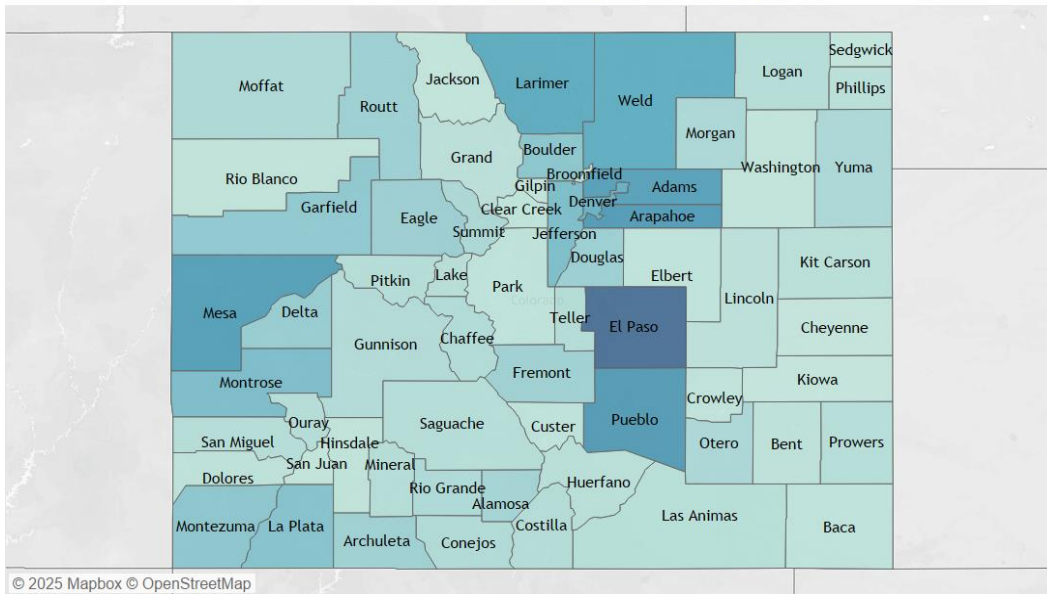 Sedgwick
Jackson
Larimer
Logan
Moffat
Phillips
Weld
Routt
Morgan
Boulder
Grand
Washington
Yuma
Broomfield
Rio Blanco
Gilpin
Adams
Denver
Garfield
Clear Creek
Eagle
Arapahoe
Summit
Jefferson
Douglas
Kit Carson
Lake
Elbert
Pitkin
Park
Lincoln
Colorado
Mesa
Delta
Teller
El Paso
Cheyenne
Chaffee
Gunnison
Fremont
Kiowa
Montrose
Crowley
Pueblo
Ouray
Saguache
Custer
San Miguel
Hinsdale
Otero
Bent
Prowers
San Juan
Mineral
Dolores
Huerfano
Rio Grande
Alamosa
Las Animas
Montezuma
La Plata
Costilla
Baca
Archuleta
Conejos
© 2025 Mapbox © OpenStreetMap